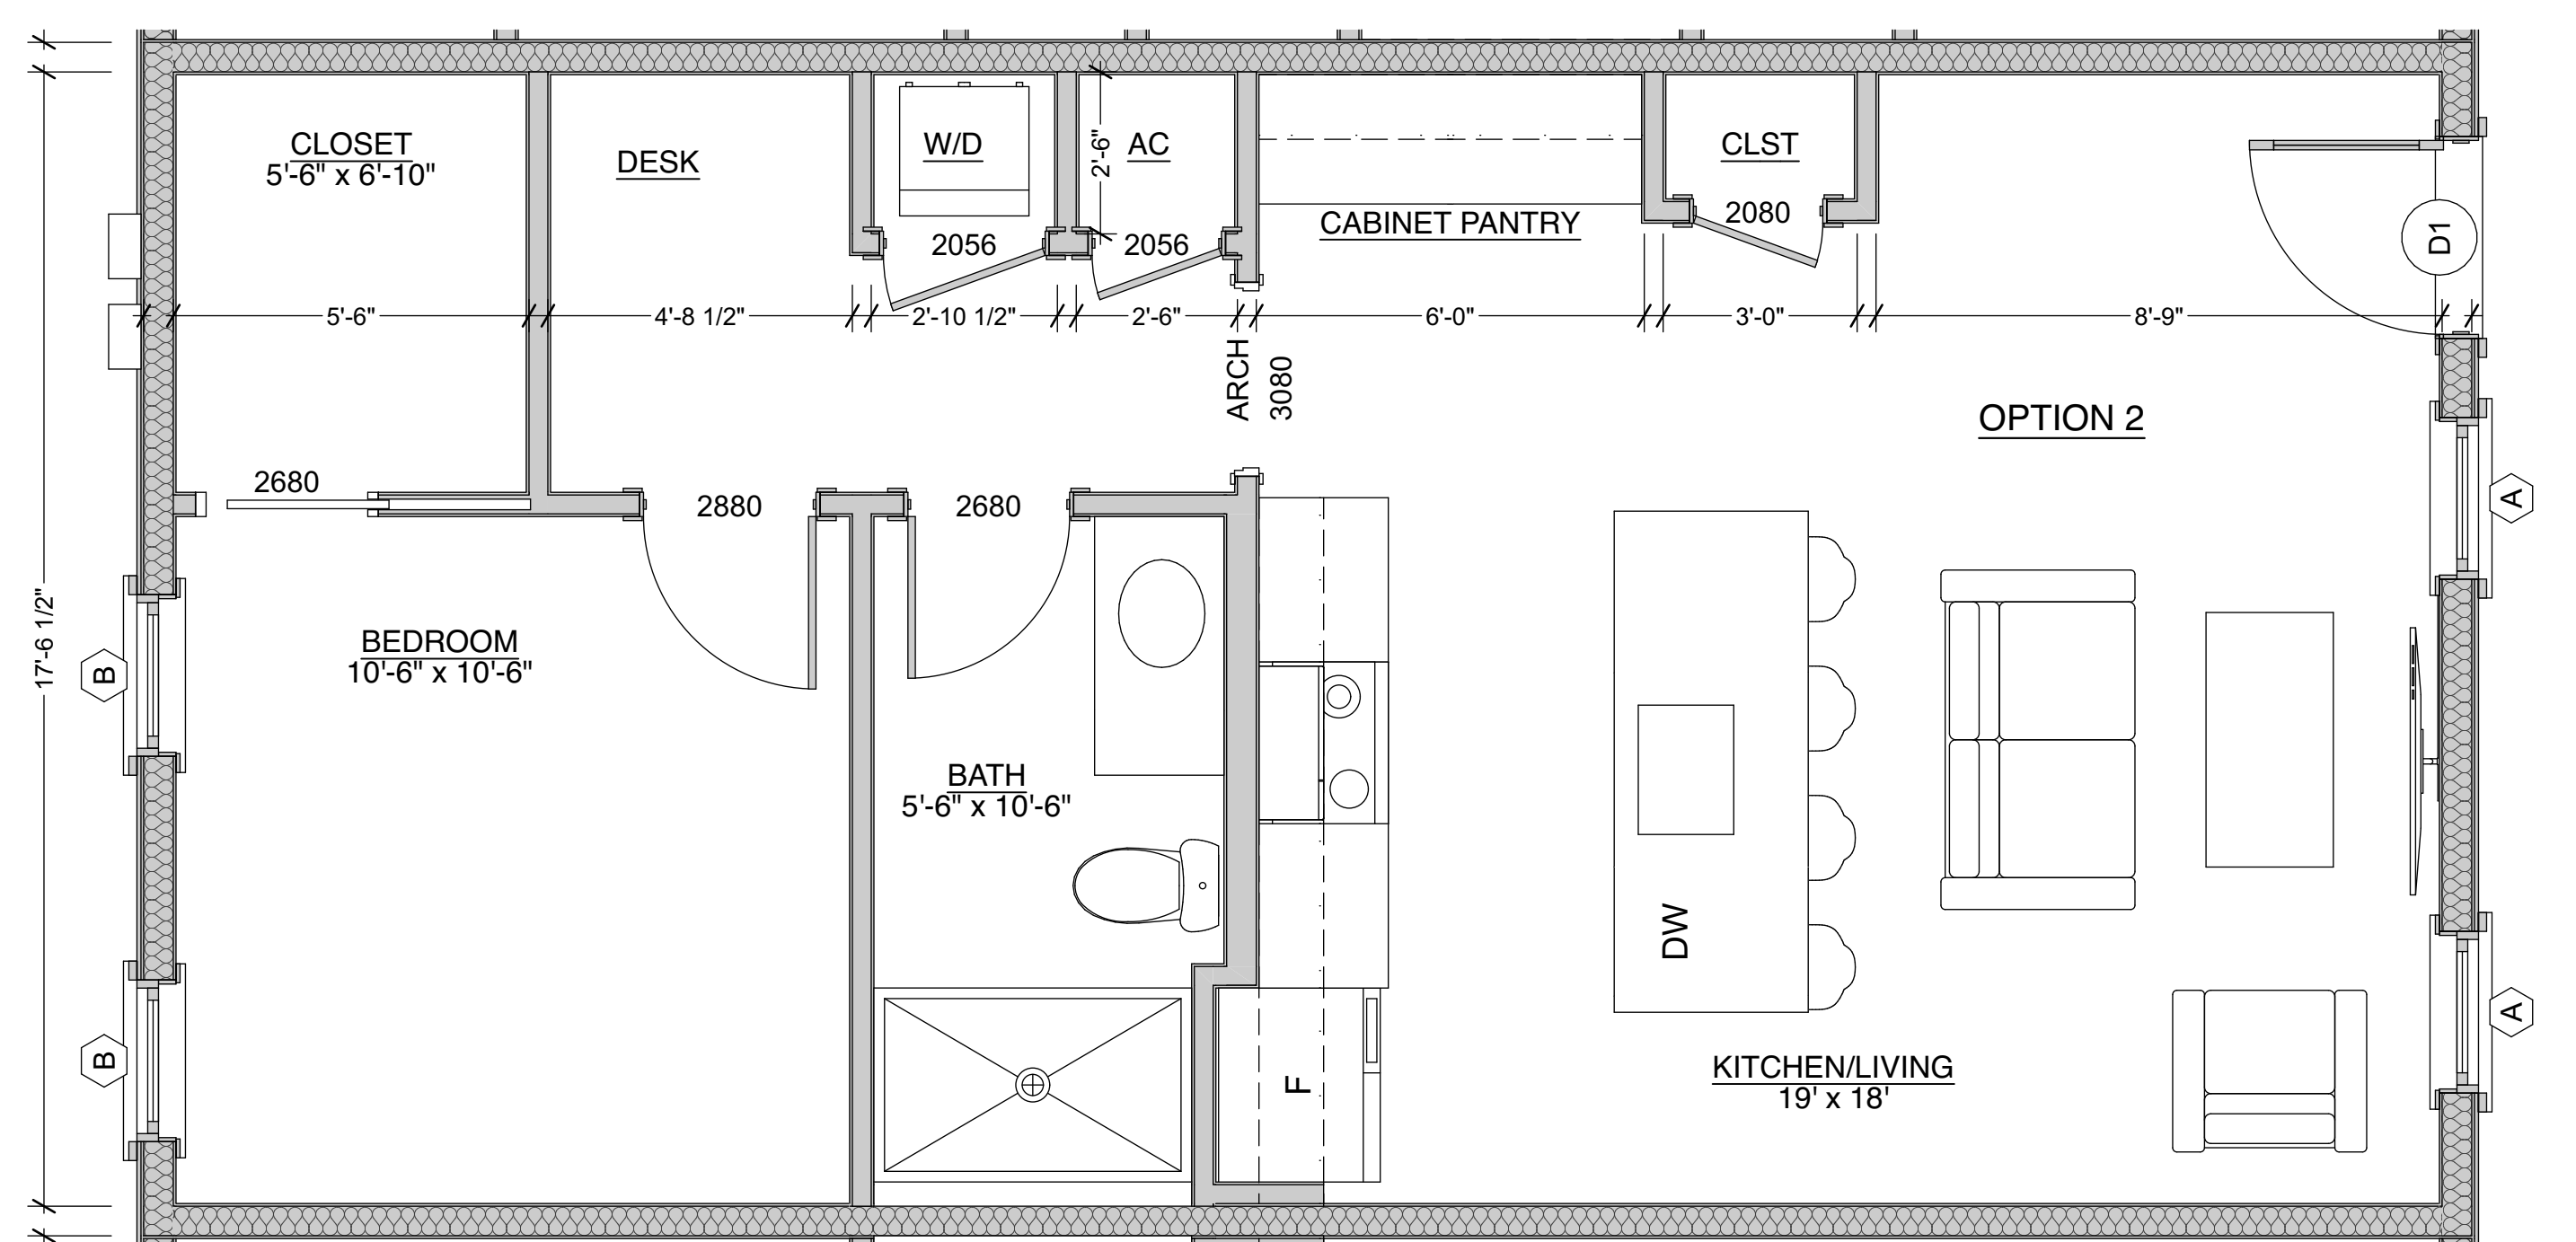 CLOSET
5'-6" x 6'-10"
DESK
W/D
2'-6"
AC
CLST
2056
2056
CABINET PANTRY
2080
D1
5'-6"
4'-8 1/2"
2'-10 1/2"
2'-6"
6'-0"
3'-0"
8'-9"
ARCH
3080
OPTION 2
2680
2880
2680
A
17'-6 1/2"
B
BEDROOM
10'-6" x 10'-6"
BATH
5'-6" x 10'-6"
DW
B
F
KITCHEN/LIVING
19' x 18'
A